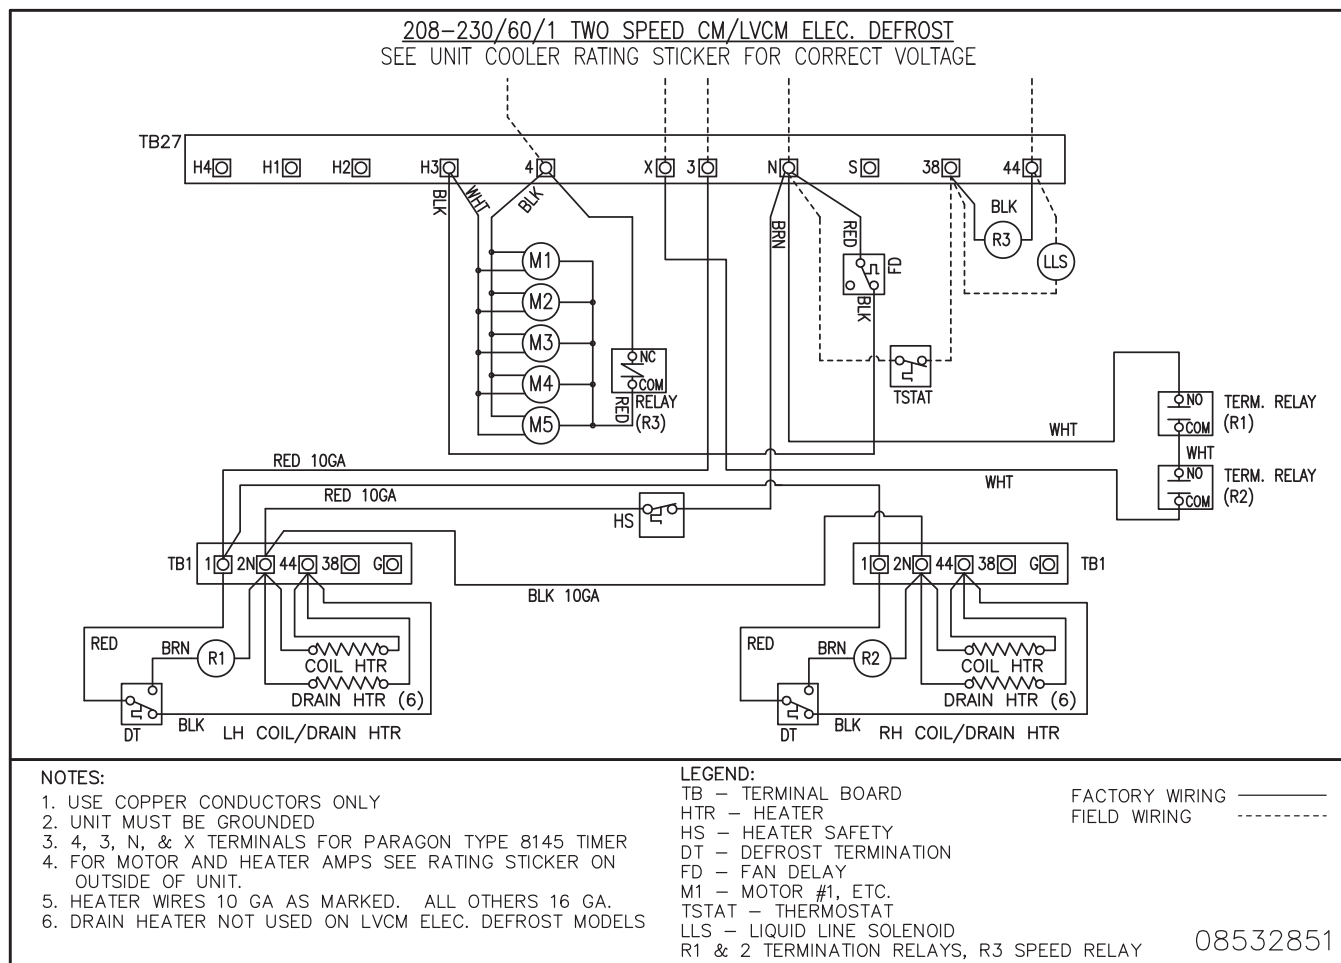 208-230/60/1 TWO SPEED CM/LVCM ELEC. DEFROST
SEE UNIT COOLER RATING STICKER FOR CORRECT VOLTAGE
TB27
H4 H1 H2 H3 4 X 3 N S 38 44
BLK WHT BLK BRN RED BLK
M1
R3
FD
LLS
M2
BLK
M3
NC
M4
COM
TSTAT
RED
RELAY
(R3)
M5
NO
COM
TERM. RELAY
(R1)
WHT
WHT
RED 10GA
NO
COM
TERM. RELAY
(R2)
WHT
RED 10GA
HS
TB1 1 2N 44 38 G
1 2N 44 38 G TB1
BLK 10GA
RED BRN R1
COIL HTR
DRAIN HTR (6)
DT
BLK
LH COIL/DRAIN HTR
RED BRN R2
COIL HTR
DRAIN HTR (6)
DT
BLK
RH COIL/DRAIN HTR
NOTES:
1. USE COPPER CONDUCTORS ONLY
2. UNIT MUST BE GROUNDED
3. 4, 3, N, & X TERMINALS FOR PARAGON TYPE 8145 TIMER
4. FOR MOTOR AND HEATER AMPS SEE RATING STICKER ON
OUTSIDE OF UNIT.
5. HEATER WIRES 10 GA AS MARKED. ALL OTHERS 16 GA.
6. DRAIN HEATER NOT USED ON LVCM ELEC. DEFROST MODELS
LEGEND:
TB - TERMINAL BOARD
HTR - HEATER
HS - HEATER SAFETY
DT - DEFROST TERMINATION
FD - FAN DELAY
M1 - MOTOR #1, ETC.
TSTAT - THERMOSTAT
LLS - LIQUID LINE SOLENOID
R1 & 2 TERMINATION RELAYS, R3 SPEED RELAY
FACTORY WIRING
FIELD WIRING
08532851